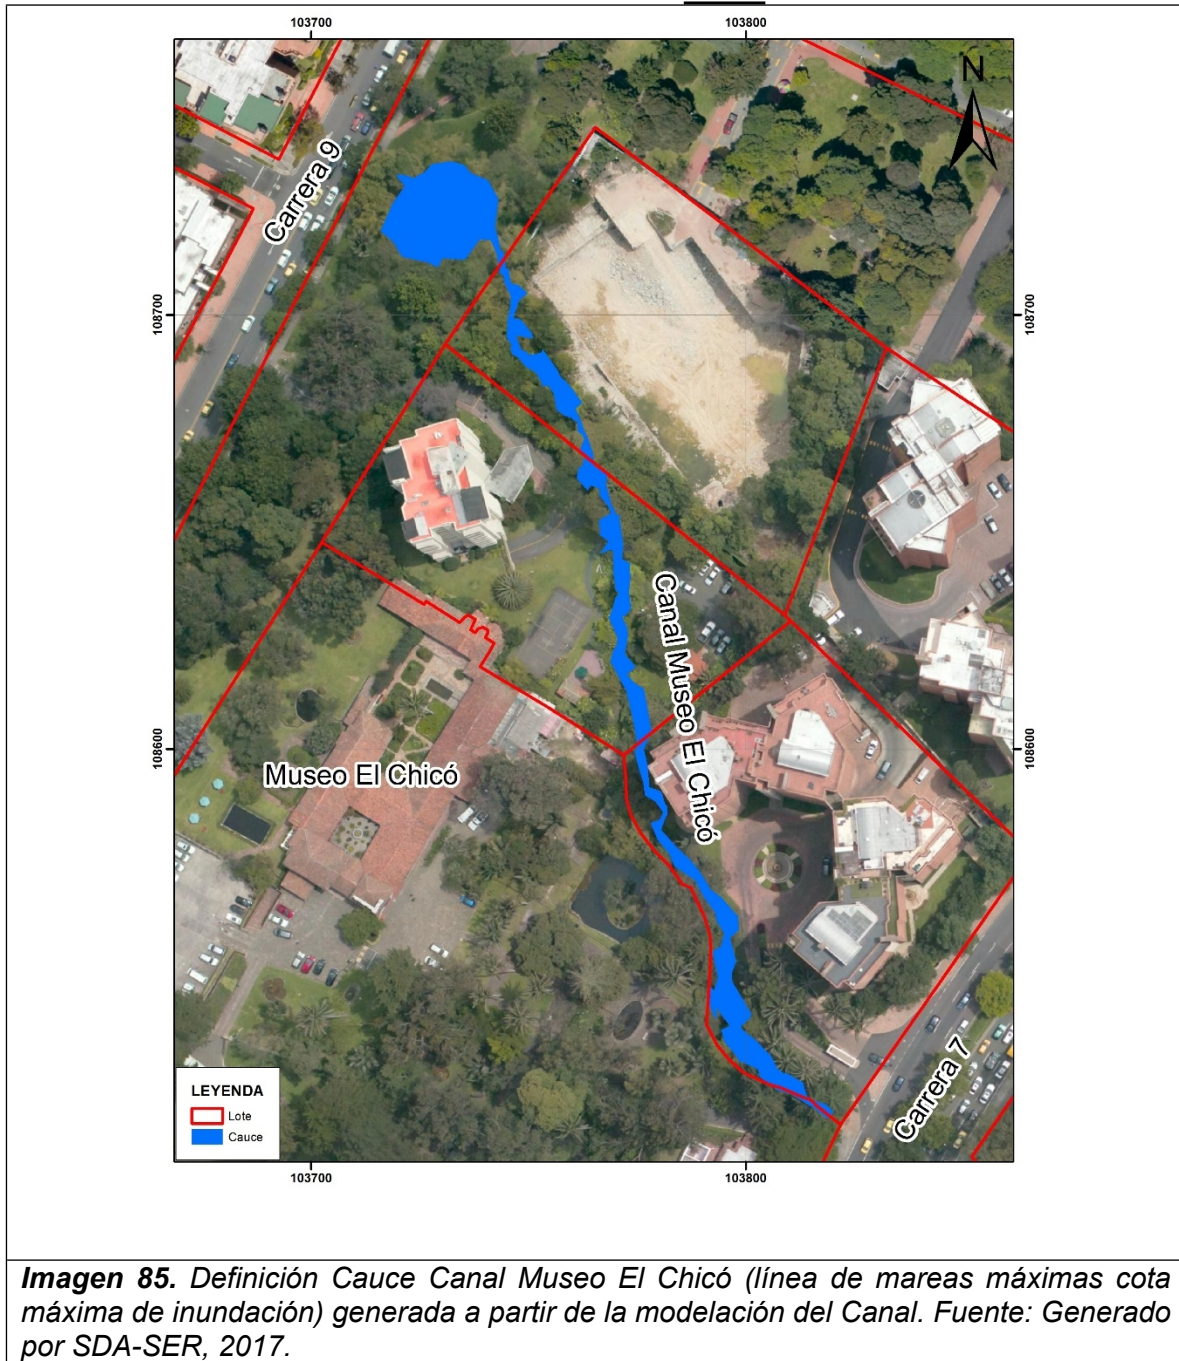 103700
103800
N
Carrera 9
108700
108700
Canal Museo El Chicó
108600
108600
Museo El Chicó
Carrera 7
LEYENDA
Lote
Cauce
103700
103800
Imagen 85. Definición Cauce Canal Museo El Chicó (línea de mareas máximas cota
máxima de inundación) generada a partir de la modelación del Canal. Fuente: Generado
por SDA-SER, 2017.